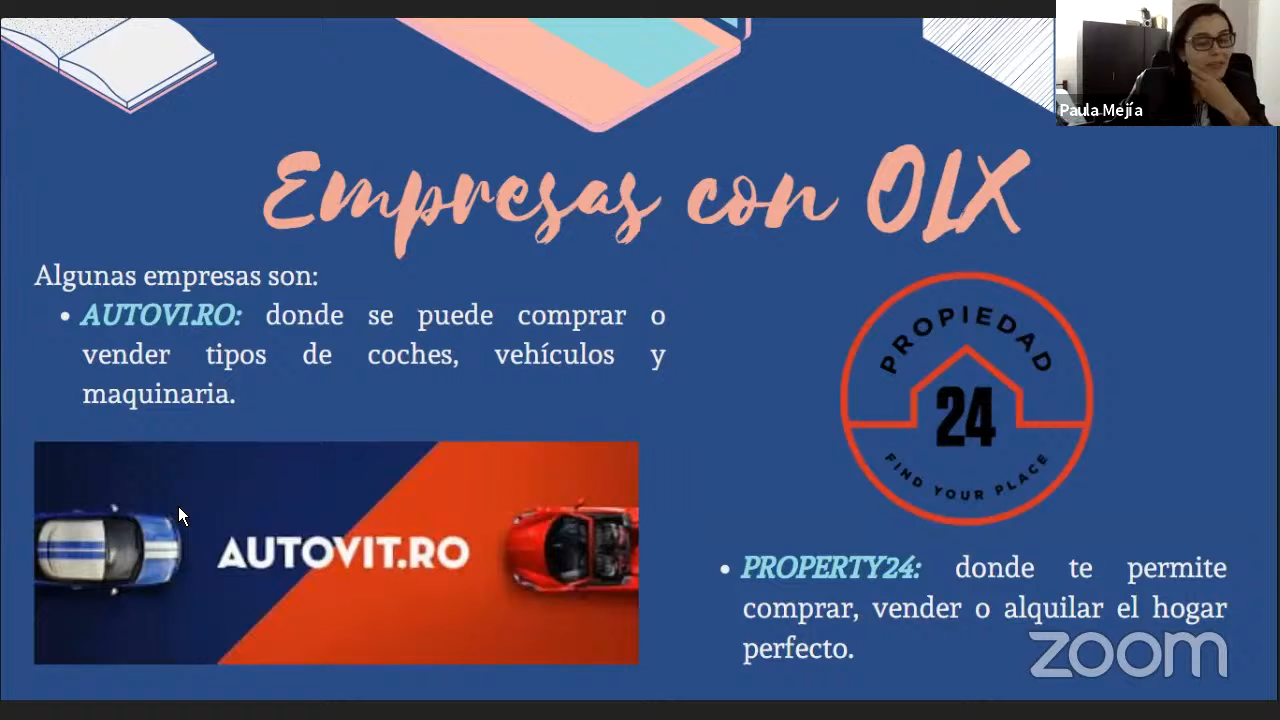 Paula Mejía
Empresas con OLX
Algunas empresas son:
• AUTOVI.RO: donde se puede comprar o
vender tipos de coches, vehículos y
maquinaria.
AUTOVIT.RO
PROPIEDAD
24
FIND YOUR PLACE
• PROPERTY24: donde te permite
comprar, vender o alquilar el hogar
perfecto.
zoom